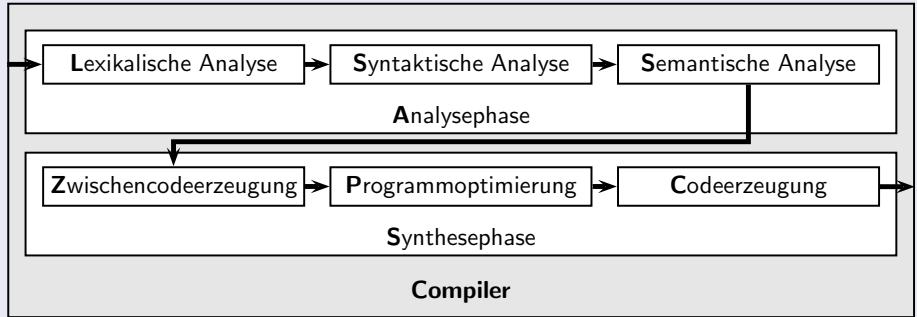 Lexikalische Analyse
Syntaktische Analyse
Semantische Analyse
Analysephase
Zwischencodeerzeugung
Programmoptimierung
Codeerzeugung
Synthesephase
Compiler